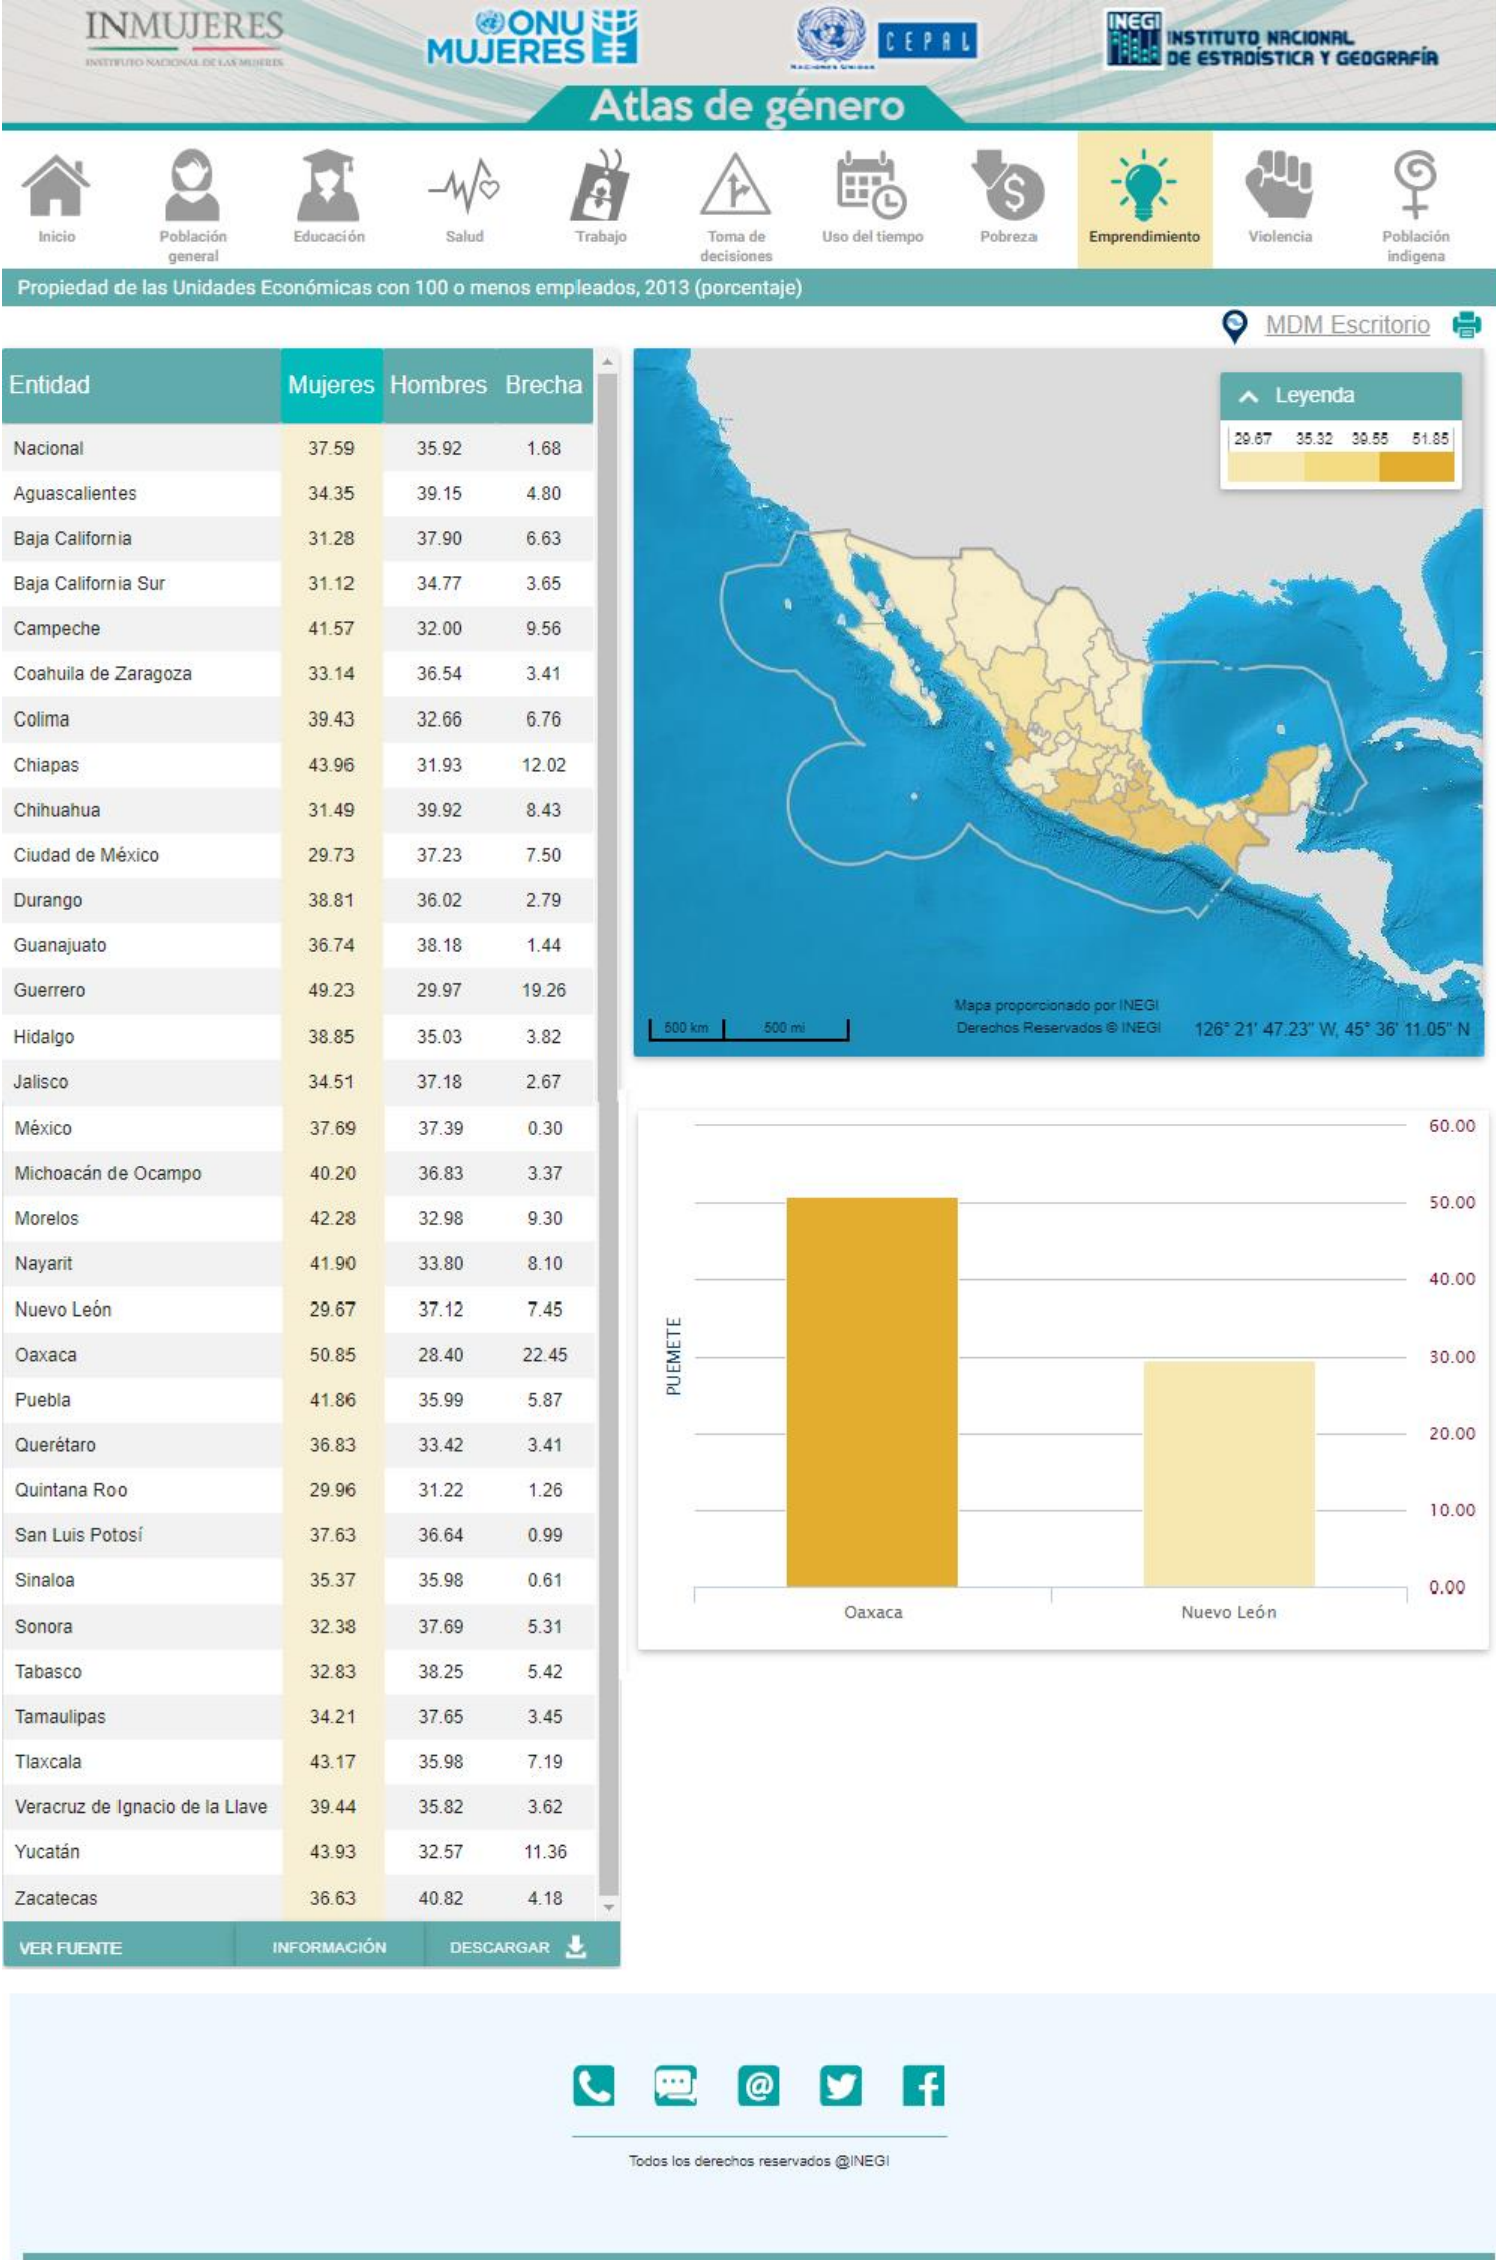 INMUJERES
INSTITUTO NACIONAL DE LAS MUJERES
ONU
MUJERES
NACIONES UNIDAS
CEPAL
INEGI
INSTITUTO NACIONAL
DE ESTADÍSTICA Y GEOGRAFÍA
Atlas de género
Inicio
Población
general
Educación
Salud
Trabajo
Toma de
decisiones
Uso del tiempo
Pobreza
Emprendimiento
Violencia
Población
indigena
Propiedad de las Unidades Económicas con 100 o menos empleados, 2013 (porcentaje)
MDM Escritorio
Entidad Mujeres Hombres Brecha
Nacional 37.59 35.92 1.68
Aguascalientes 34.35 39.15 4.80
Baja California 31.28 37.90 6.63
Baja California Sur 31.12 34.77 3.65
Campeche 41.57 32.00 9.56
Coahuila de Zaragoza 33.14 36.54 3.41
Colima 39.43 32.66 6.76
Chiapas 43.96 31.93 12.02
Chihuahua 31.49 39.92 8.43
Ciudad de México 29.73 37.23 7.50
Durango 38.81 36.02 2.79
Guanajuato 36.74 38.18 1.44
Guerrero 49.23 29.97 19.26
Hidalgo 38.85 35.03 3.82
Jalisco 34.51 37.18 2.67
México 37.69 37.39 0.30
Michoacán de Ocampo 40.20 36.83 3.37
Morelos 42.28 32.98 9.30
Nayarit 41.90 33.80 8.10
Nuevo León 29.67 37.12 7.45
Oaxaca 50.85 28.40 22.45
Puebla 41.86 35.99 5.87
Querétaro 36.83 33.42 3.41
Quintana Roo 29.96 31.22 1.26
San Luis Potosí 37.63 36.64 0.99
Sinaloa 35.37 35.98 0.61
Sonora 32.38 37.69 5.31
Tabasco 32.83 38.25 5.42
Tamaulipas 34.21 37.65 3.45
Tlaxcala 43.17 35.98 7.19
Veracruz de Ignacio de la Llave 39.44 35.82 3.62
Yucatán 43.93 32.57 11.36
Zacatecas 36.63 40.82 4.18
VER FUENTE INFORMACIÓN DESCARGAR
Leyenda
29.67 35.32 39.55 51.85
500 km 500 mi
Mapa proporcionado por INEGI
Derechos Reservados © INEGI
126° 21' 47.23" W, 45° 36' 11.05" N
60.00
50.00
40.00
30.00
20.00
10.00
0.00
PUEMETE
Oaxaca
Nuevo León
Todos los derechos reservados @INEGI